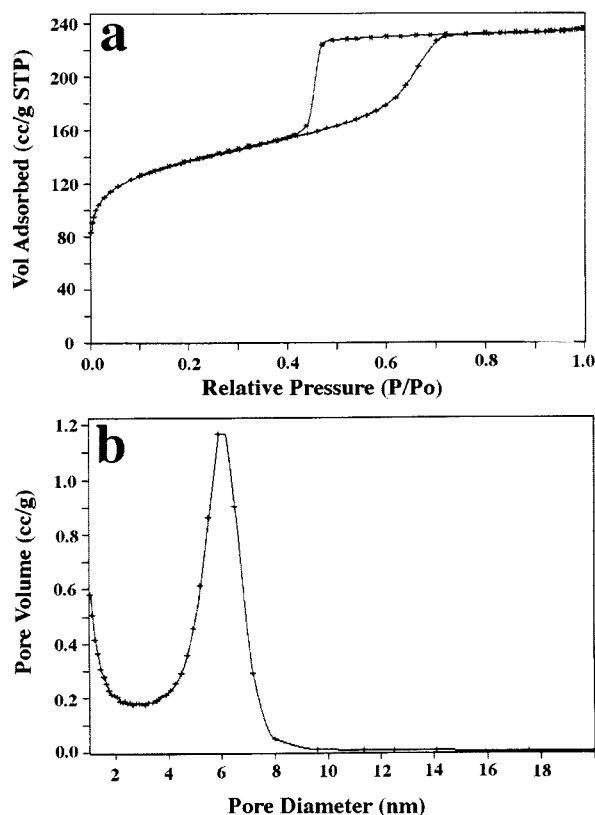 a
Vol Adsorbed (cc/g STP)
240
200
160
120
80
40
0
0.0 0.2 0.4 0.6 0.8 1.0
Relative Pressure (P/Po)
b
Pore Volume (cc/g)
1.2
1.0
0.8
0.6
0.4
0.2
0.0
2 4 6 8 10 12 14 16 18
Pore Diameter (nm)